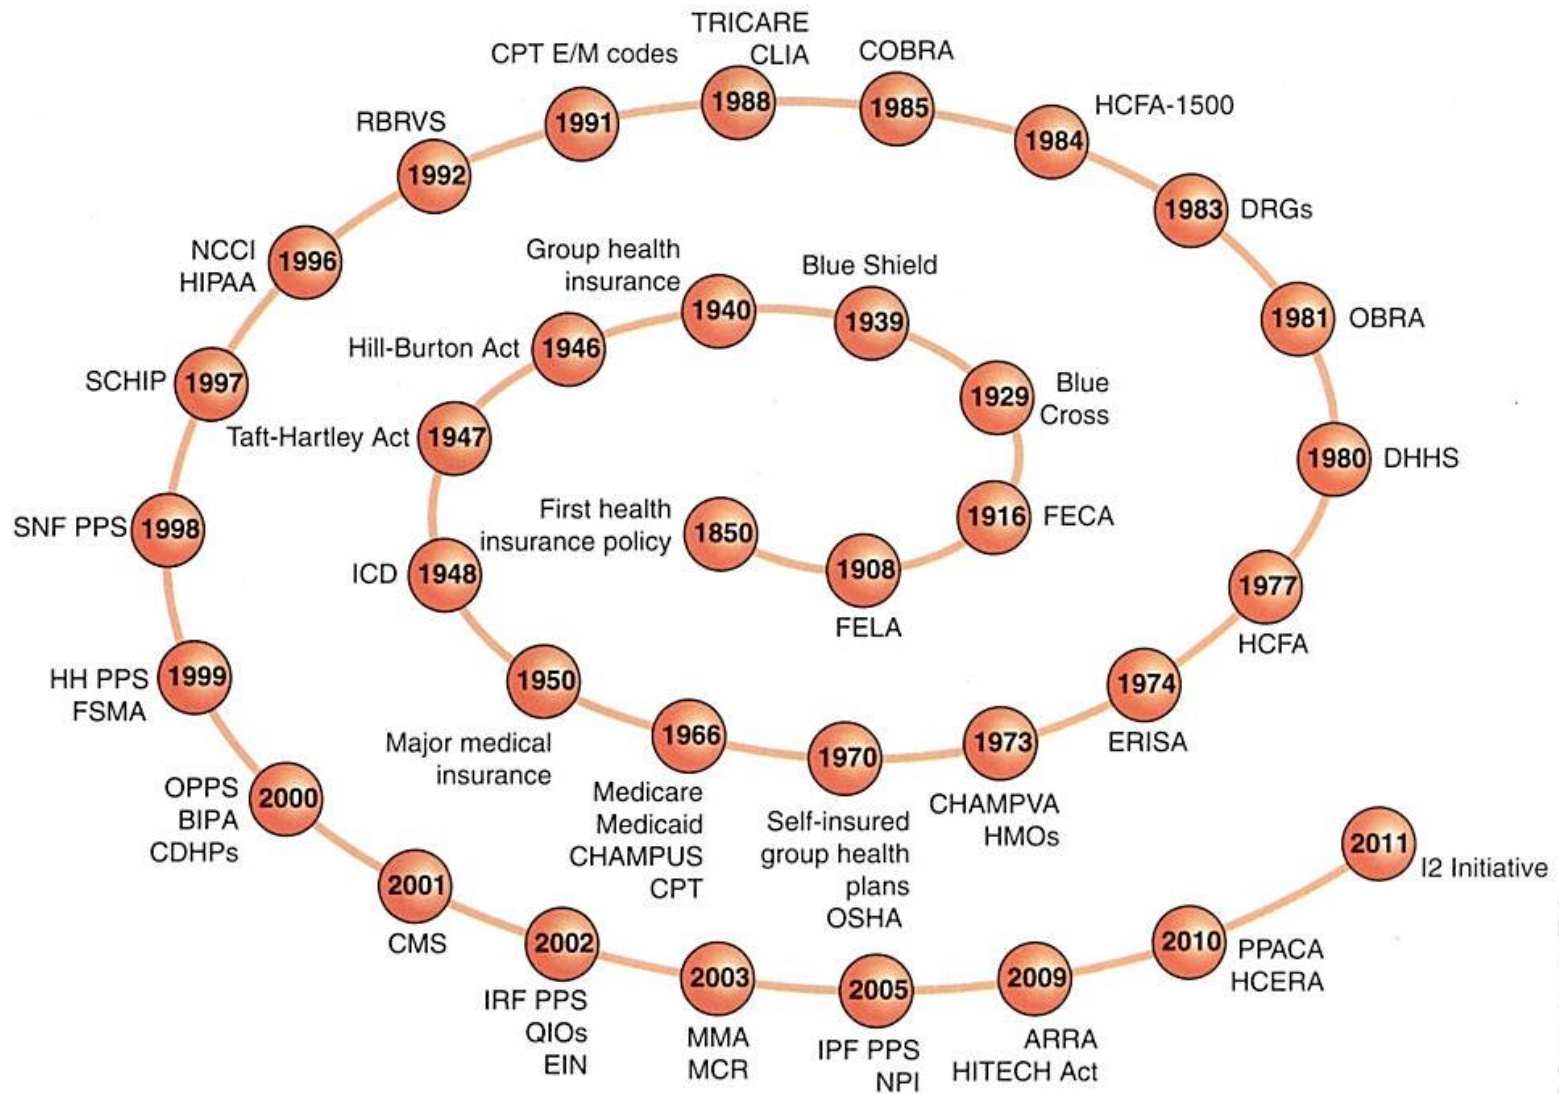 1850
First health
insurance policy
1908
FELA
1916
FECA
1929
Blue
Cross
1939
Blue Shield
1940
Group health
insurance
1946
Hill-Burton Act
1947
Taft-Hartley Act
1948
ICD
1950
Major medical
insurance
1966
Medicare
Medicaid
CHAMPUS
CPT
1970
Self-insured
group health
plans
OSHA
1973
CHAMPVA
HMOs
1974
ERISA
1977
HCFA
1980
DHHS
1981
OBRA
1983
DRGs
1984
HCFA-1500
1985
COBRA
1988
TRICARE
CLIA
1991
CPT E/M codes
1992
RBRVS
1996
NCCI
HIPAA
1997
SCHIP
1998
SNF PPS
1999
HH PPS
FSMA
2000
OPPS
BIPA
CDHPs
2001
CMS
2002
IRF PPS
QIOs
EIN
2003
MMA
MCR
2005
IPF PPS
NPI
2009
ARRA
HITECH Act
2010
PPACA
HCERA
2011
I2 Initiative